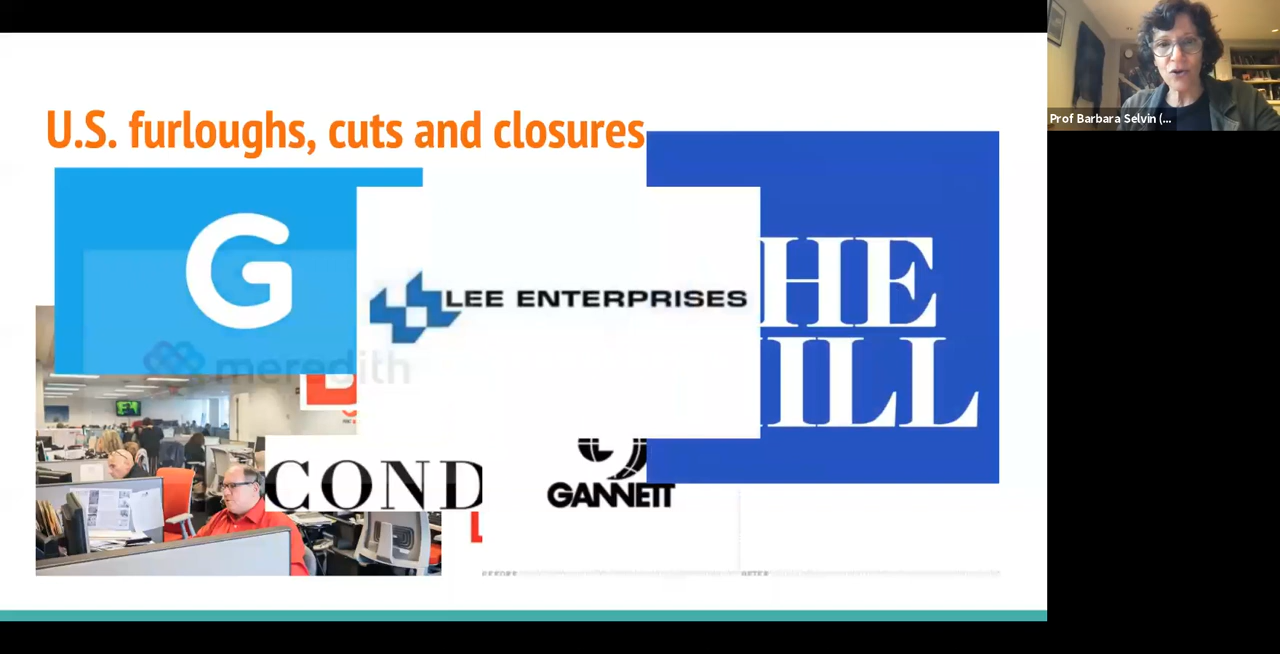 Prof Barbara Selvin (...
U.S. furloughs, cuts and closures
G
meredith
LEE ENTERPRISES
HE
ILL
COND
GANNETT